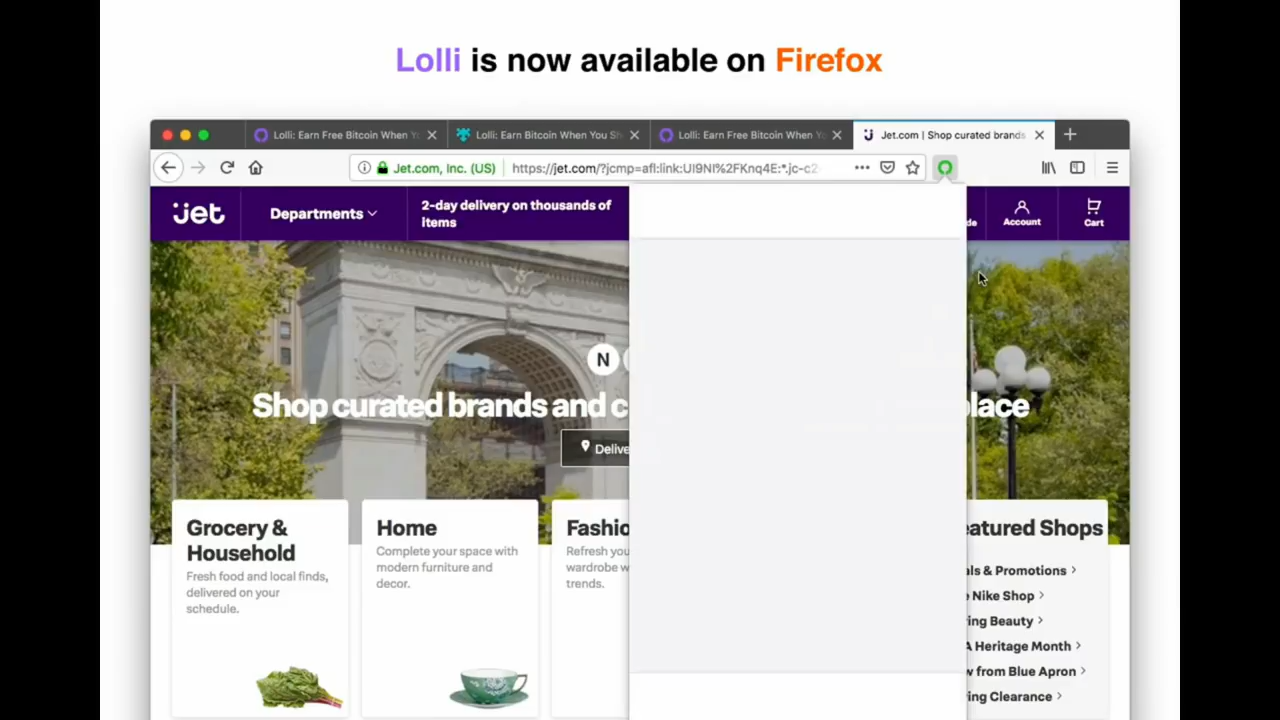 Lolli is now available on Firefox
Lolli: Earn Free Bitcoin When Y
Lolli: Earn Bitcoin When You Sh
Lolli: Earn Free Bitcoin When Y
Jet.com | Shop curated brands
Jet.com, Inc. (US)
https://jet.com/?jcmp=afl:link:UI9NI%2FKnq4E:*.jc-c2
jet
Departments
2-day delivery on thousands of
items
de
Account
Cart
N
Shop curated brands and c
place
Delive
Grocery &
Household
Fresh food and local finds,
delivered on your
schedule.
Home
Complete your space with
modern furniture and
decor.
Fashio
Refresh you
wardrobe w
trends.
eatured Shops
als & Promotions
e Nike Shop
ring Beauty
A Heritage Month
w from Blue Apron
ring Clearance